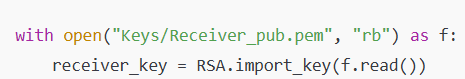 with open("Keys/Receiver_pub.pem", "rb") as f:
    receiver_key = RSA.import_key(f.read())